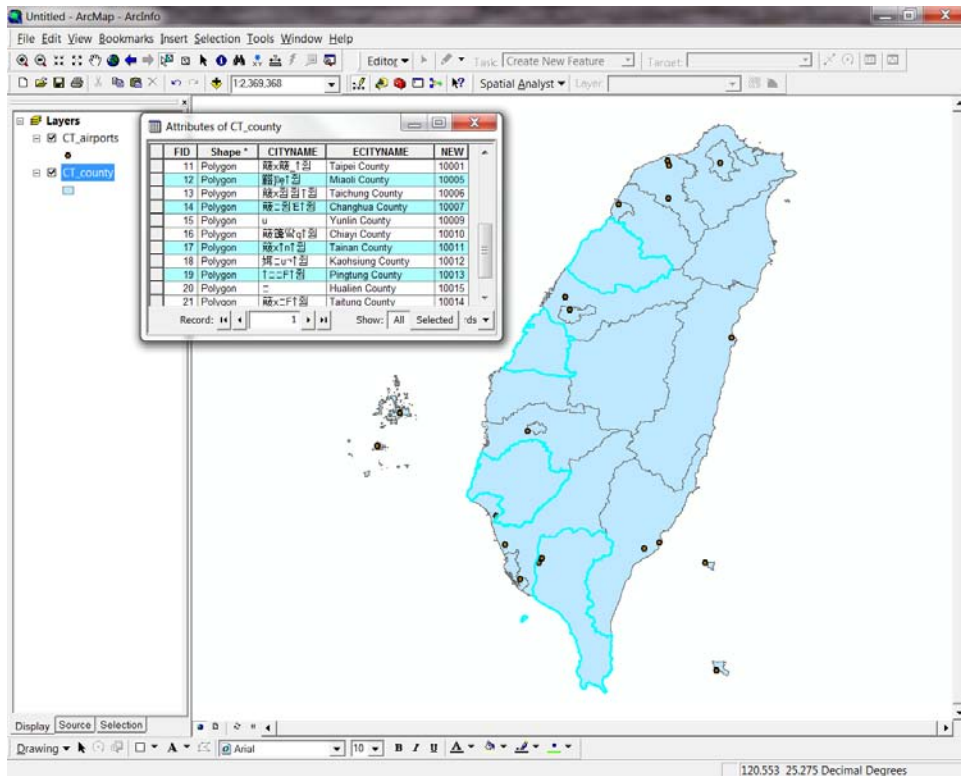 Untitled - ArcMap - ArcInfo
File Edit View Bookmarks Insert Selection Tools Window Help
Editor Task: Create New Feature Target:
1:2,369,368 Spatial Analyst Layer:
Layers
CT_airports
CT_county
Attributes of CT_county
FID Shape * CITYNAME ECITYNAME NEW
11 Polygon Taipei County 10001
12 Polygon Miaoli County 10005
13 Polygon Taichung County 10006
14 Polygon Changhua County 10007
15 Polygon u Yunlin County 10009
16 Polygon Chiayi County 10010
17 Polygon Tainan County 10011
18 Polygon Kaohsiung County 10012
19 Polygon Pingtung County 10013
20 Polygon Hualien County 10015
21 Polygon Taitung County 10014
Record: 1 Show: All Selected rds
Display Source Selection
Drawing A Arial 10 B I U A
120.553 25.275 Decimal Degrees